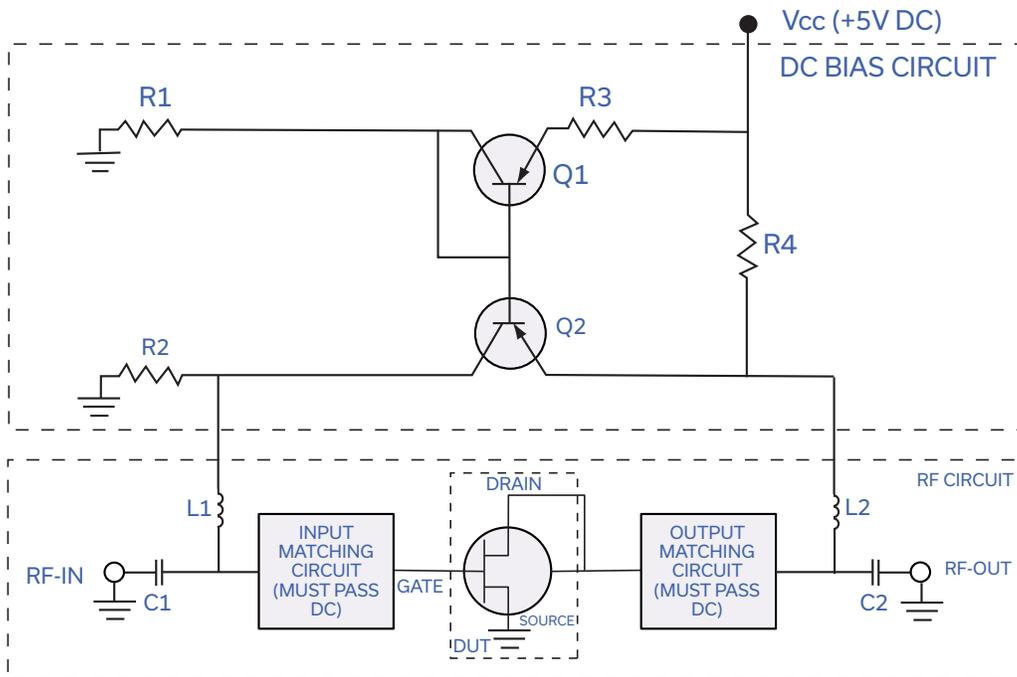 Vcc (+5V DC)
DC BIAS CIRCUIT
R1
R3
Q1
R4
Q2
R2
RF CIRCUIT
DRAIN
L1
L2
INPUT
MATCHING
CIRCUIT
(MUST PASS
DC)
OUTPUT
MATCHING
CIRCUIT
(MUST PASS
DC)
RF-IN
GATE
RF-OUT
C1
C2
SOURCE
DUT